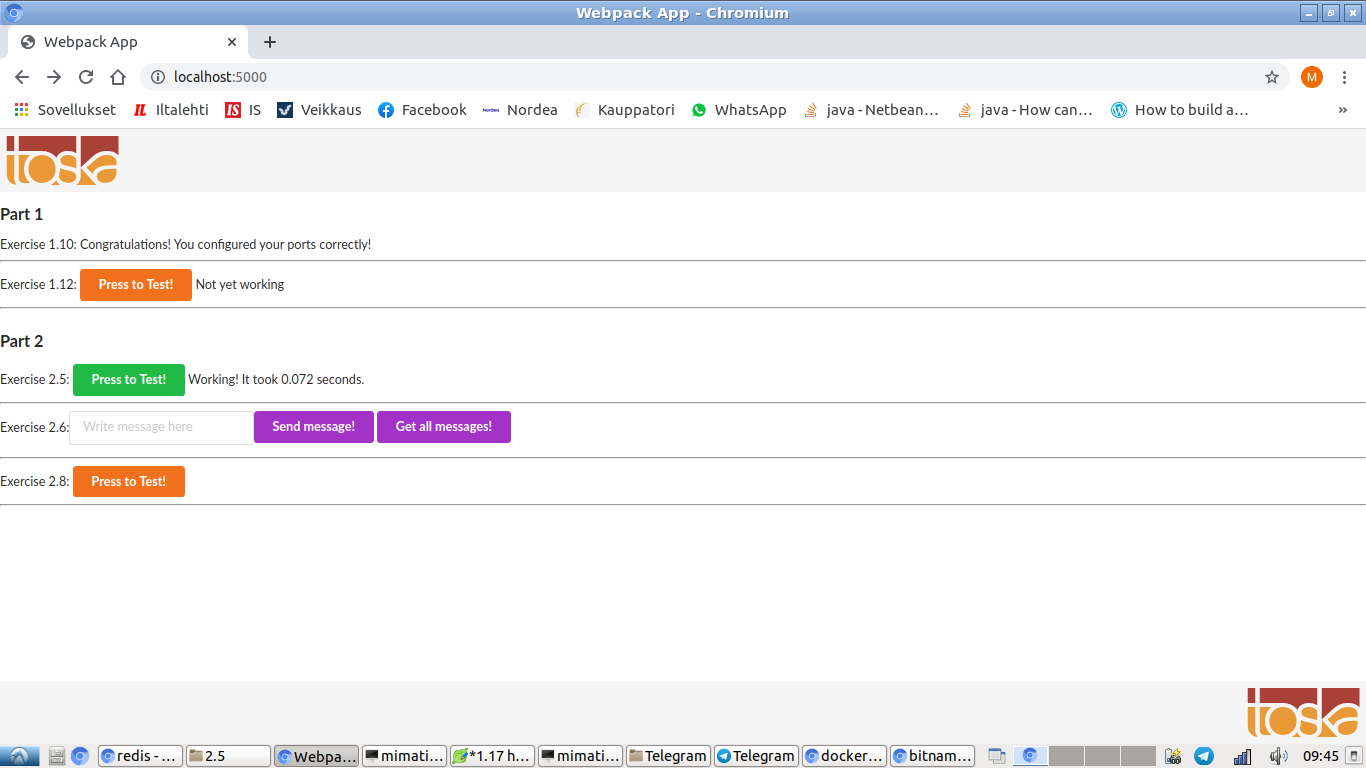 Webpack App - Chromium
Webpack App
localhost:5000
M
Sovellukset Iltalehti IS Veikkaus Facebook Nordea Kauppatori WhatsApp java - Netbean… java - How can… How to build a…
toska
Part 1
Exercise 1.10: Congratulations! You configured your ports correctly!
Exercise 1.12: Press to Test! Not yet working
Part 2
Exercise 2.5: Press to Test! Working! It took 0.072 seconds.
Exercise 2.6: Write message here Send message! Get all messages!
Exercise 2.8: Press to Test!
toska
redis - … 2.5 Webpa… mimati… *1.17 h… mimati… Telegram Telegram docker… bitnam… 09:45